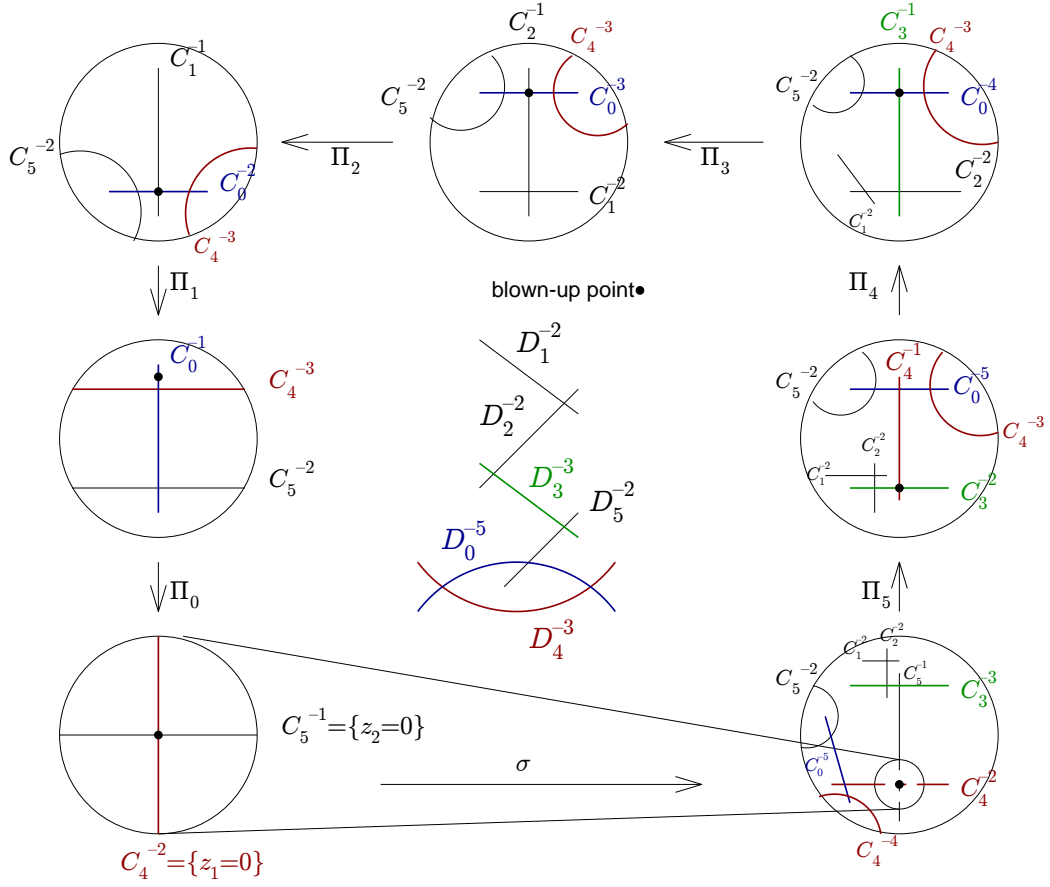 C_1^{-1}
C_5^{-2}
C_0^{-2}
C_4^{-3}
Π_2
C_2^{-1}
C_4^{-3}
C_5^{-2}
C_0^{-3}
C_1^{-2}
Π_3
C_3^{-1}
C_4^{-3}
C_5^{-2}
C_0^{-4}
C_2^{-2}
C_1^{-2}
Π_1
blown-up point●
Π_4
C_0^{-1}
C_4^{-3}
C_5^{-2}
D_1^{-2}
D_2^{-2}
D_3^{-3}
D_5^{-2}
D_0^{-5}
D_4^{-3}
C_5^{-2}
C_4^{-1}
C_0^{-5}
C_4^{-3}
C_2^{-2}
C_1^{-2}
C_3^{-2}
Π_0
Π_5
C_5^{-1}={z_2=0}
C_4^{-2}={z_1=0}
σ
C_2^{-2}
C_1^{-2}
C_5^{-1}
C_5^{-2}
C_3^{-3}
C_0^{-5}
C_4^{-2}
C_4^{-4}